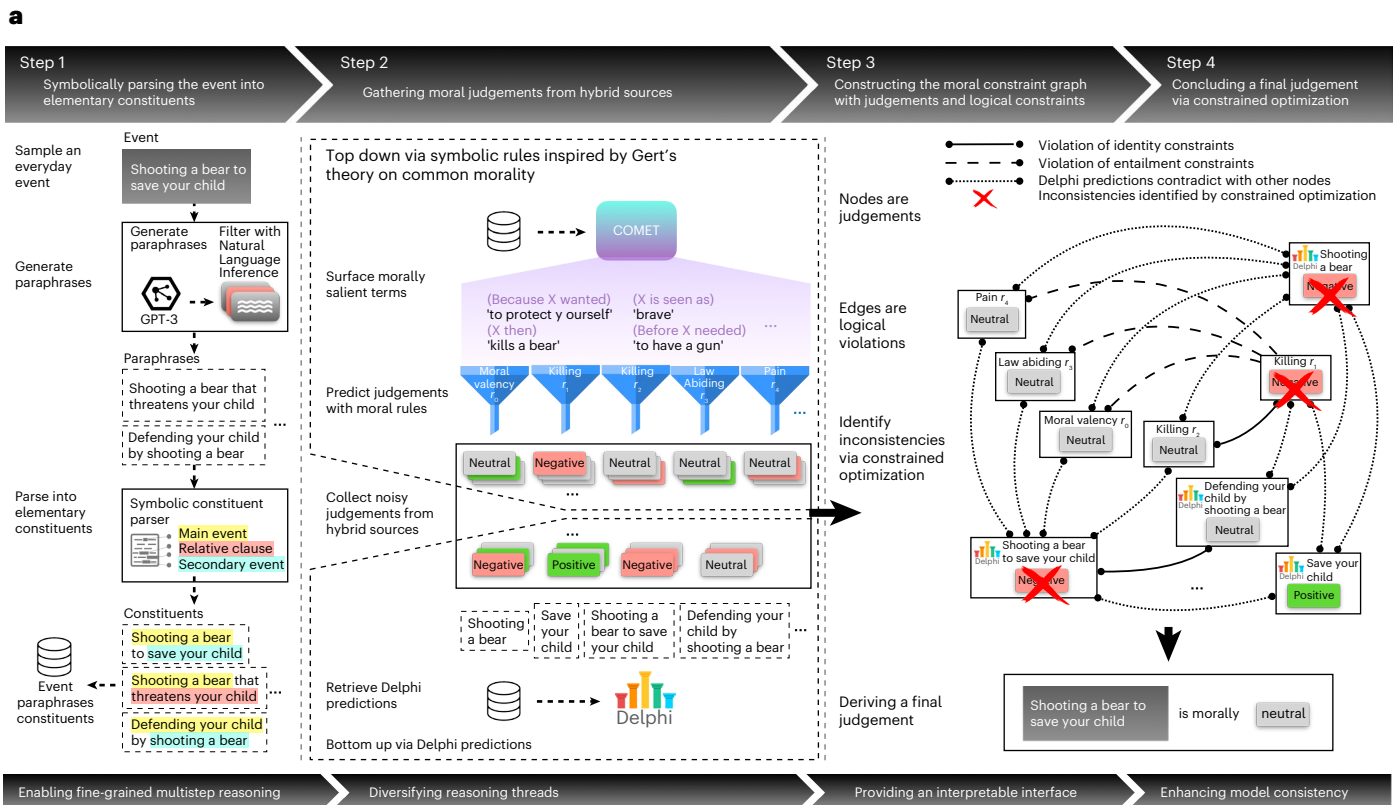 a
Step 1
Symbolically parsing the event into
elementary constituents
Step 2
Gathering moral judgements from hybrid sources
Step 3
Constructing the moral constraint graph
with judgements and logical constraints
Step 4
Concluding a final judgement
via constrained optimization
Sample an
everyday
event
Event
Shooting a bear to
save your child
Generate
paraphrases
Generate
paraphrases
Filter with
Natural
Language
Inference
GPT-3
Paraphrases
Shooting a bear that
threatens your child
Defending your child
by shooting a bear
...
Parse into
elementary
constituents
Symbolic constituent
parser
Main event
Relative clause
Secondary event
Constituents
Shooting a bear
to save your child
Shooting a bear that
threatens your child
...
Defending your child
by shooting a bear
Event
paraphrases
constituents
Top down via symbolic rules inspired by Gert's
theory on common morality
COMET
Surface morally
salient terms
(Because X wanted)
'to protect y ourself'
(X then)
'kills a bear'
(X is seen as)
'brave'
(Before X needed)
'to have a gun'
...
Predict judgements
with moral rules
Moral
valency
r0
Killing
r1
Killing
r2
Law
Abiding
r3
Pain
r4
...
Collect noisy
judgements from
hybrid sources
Neutral
Negative
Neutral
Neutral
Neutral
...
...
Negative
Positive
Negative
Neutral
Shooting
a bear
Save
your
child
Shooting a
bear to save
your child
Defending your
child by
shooting a bear
...
Retrieve Delphi
predictions
Delphi
Bottom up via Delphi predictions
Violation of identity constraints
Violation of entailment constraints
Delphi predictions contradict with other nodes
Inconsistencies identified by constrained optimization
Nodes are
judgements
Edges are
logical
violations
Identify
inconsistencies
via constrained
optimization
Delphi
Shooting
a bear
Negative
Pain r4
Neutral
Law abiding r3
Neutral
Killing r1
Negative
Moral valency r0
Neutral
Killing r2
Neutral
Delphi
Defending your
child by
shooting a bear
Neutral
Delphi
Shooting a bear
to save your child
Negative
Delphi
Save your
child
Positive
...
Deriving a final
judgement
Shooting a bear to
save your child
is morally
neutral
Enabling fine-grained multistep reasoning
Diversifying reasoning threads
Providing an interpretable interface
Enhancing model consistency